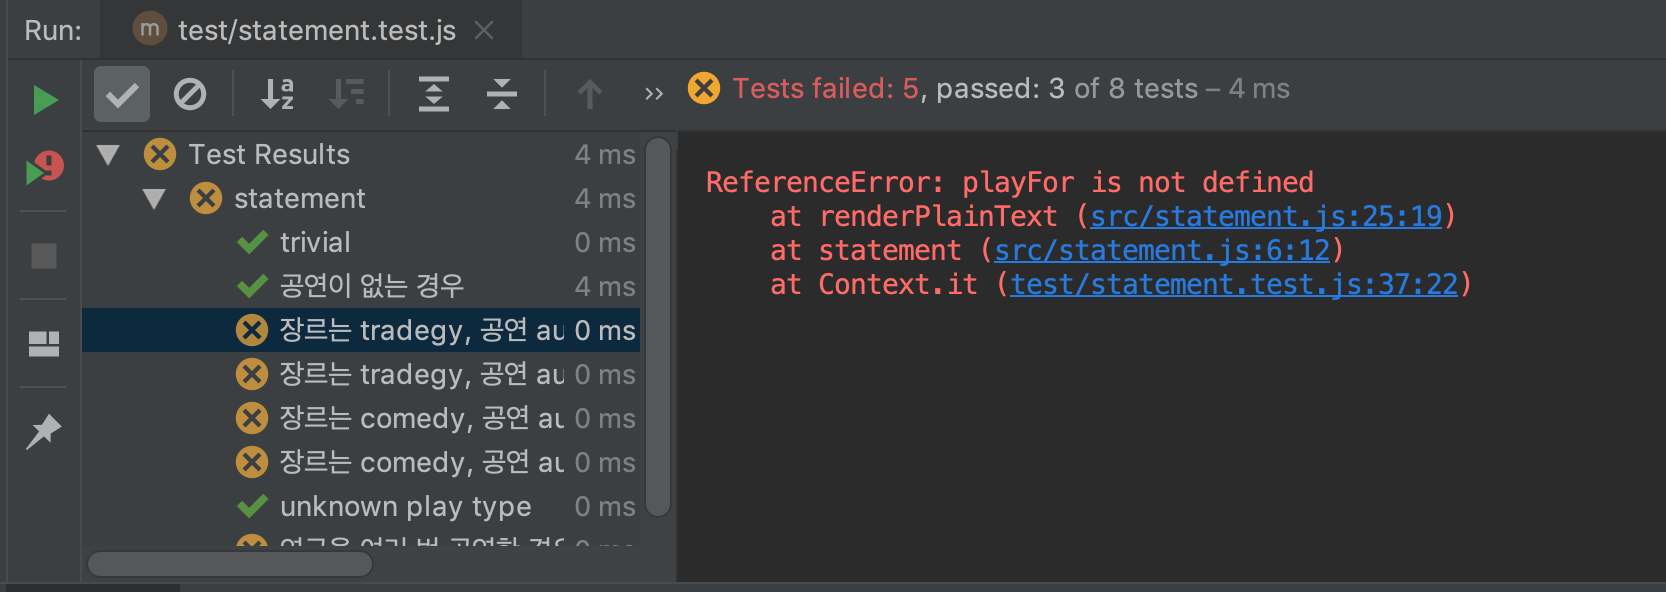 Run: m test/statement.test.js
Tests failed: 5, passed: 3 of 8 tests – 4 ms
Test Results 4 ms
statement 4 ms
trivial 0 ms
공연이 없는 경우 4 ms
장르는 tradegy, 공연 au 0 ms
장르는 tradegy, 공연 au 0 ms
장르는 comedy, 공연 au 0 ms
장르는 comedy, 공연 au 0 ms
unknown play type 0 ms
ReferenceError: playFor is not defined
at renderPlainText (src/statement.js:25:19)
at statement (src/statement.js:6:12)
at Context.it (test/statement.test.js:37:22)